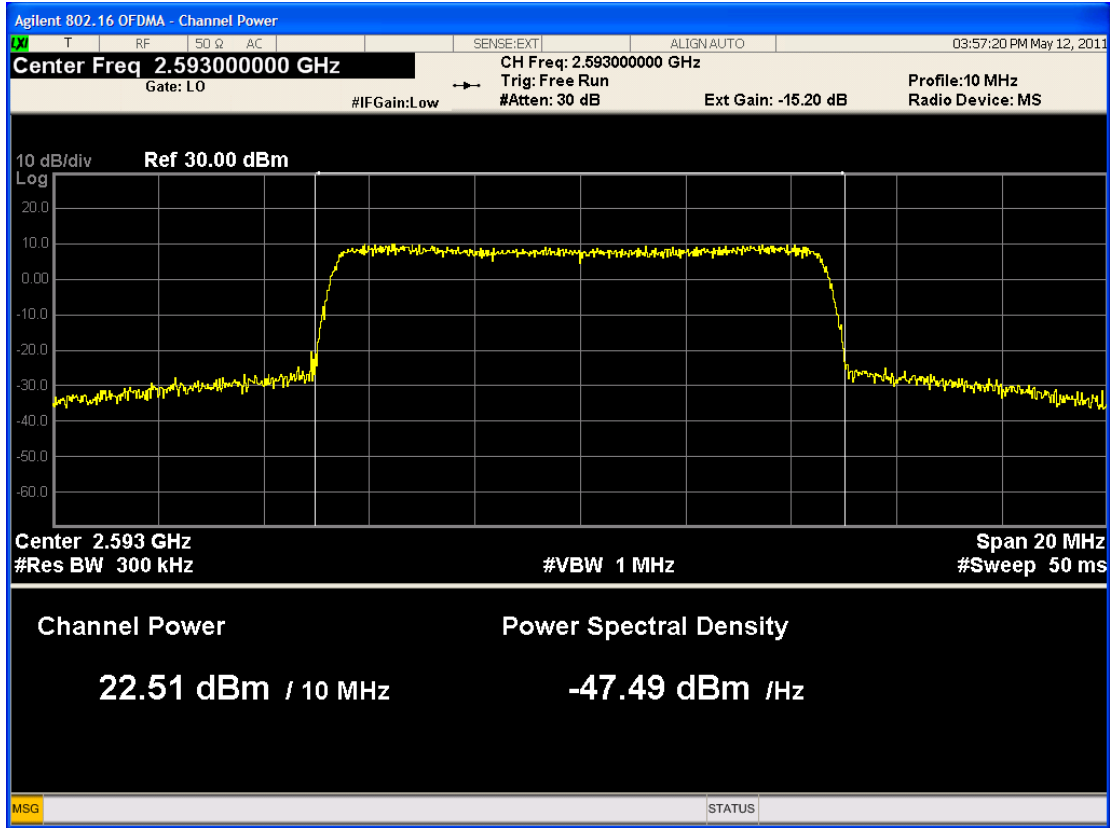 Agilent 802.16 OFDMA - Channel Power
LXI T RF 50 Ω AC SENSE:EXT ALIGN AUTO 03:57:20 PM May 12, 2011
Center Freq 2.593000000 GHz CH Freq: 2.593000000 GHz
Gate: LO Trig: Free Run Profile:10 MHz
#IFGain:Low #Atten: 30 dB Ext Gain: -15.20 dB Radio Device: MS
10 dB/div Ref 30.00 dBm
Log
20.0
10.0
0.00
-10.0
-20.0
-30.0
-40.0
-50.0
-60.0
Center 2.593 GHz Span 20 MHz
#Res BW 300 kHz #VBW 1 MHz #Sweep 50 ms
Channel Power Power Spectral Density
22.51 dBm / 10 MHz -47.49 dBm /Hz
MSG STATUS